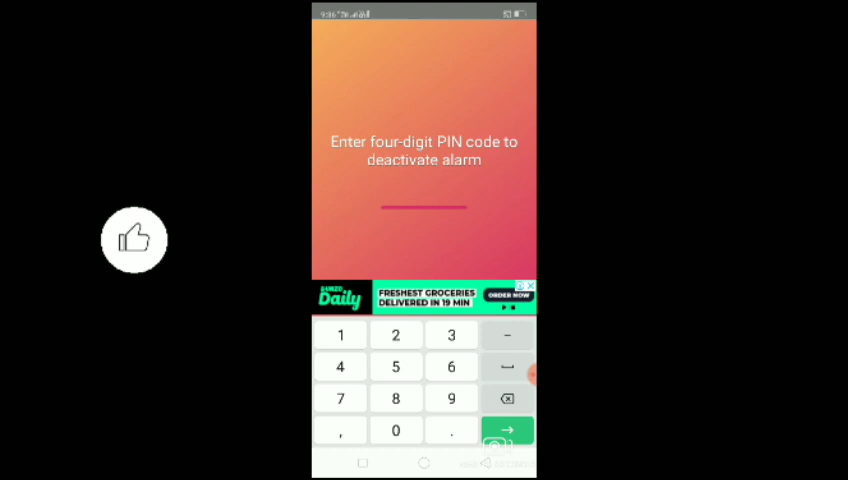 Enter four-digit PIN code to
deactivate alarm
DUNZO
Daily
FRESHEST GROCERIES
DELIVERED IN 19 MIN
ORDER NOW
1 2 3 -
4 5 6
7 8 9
, 0 .